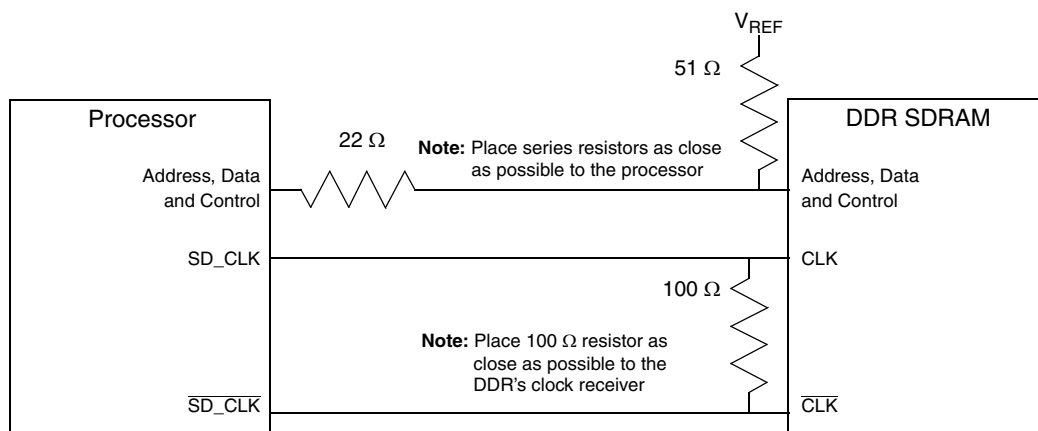 V_REF
51 Ω
Processor
DDR SDRAM
22 Ω
Note: Place series resistors as close
as possible to the processor
Address, Data
and Control
Address, Data
and Control
SD_CLK
CLK
100 Ω
Note: Place 100 Ω resistor as
close as possible to the
DDR's clock receiver
S̅D̅_̅C̅L̅K̅
C̅L̅K̅